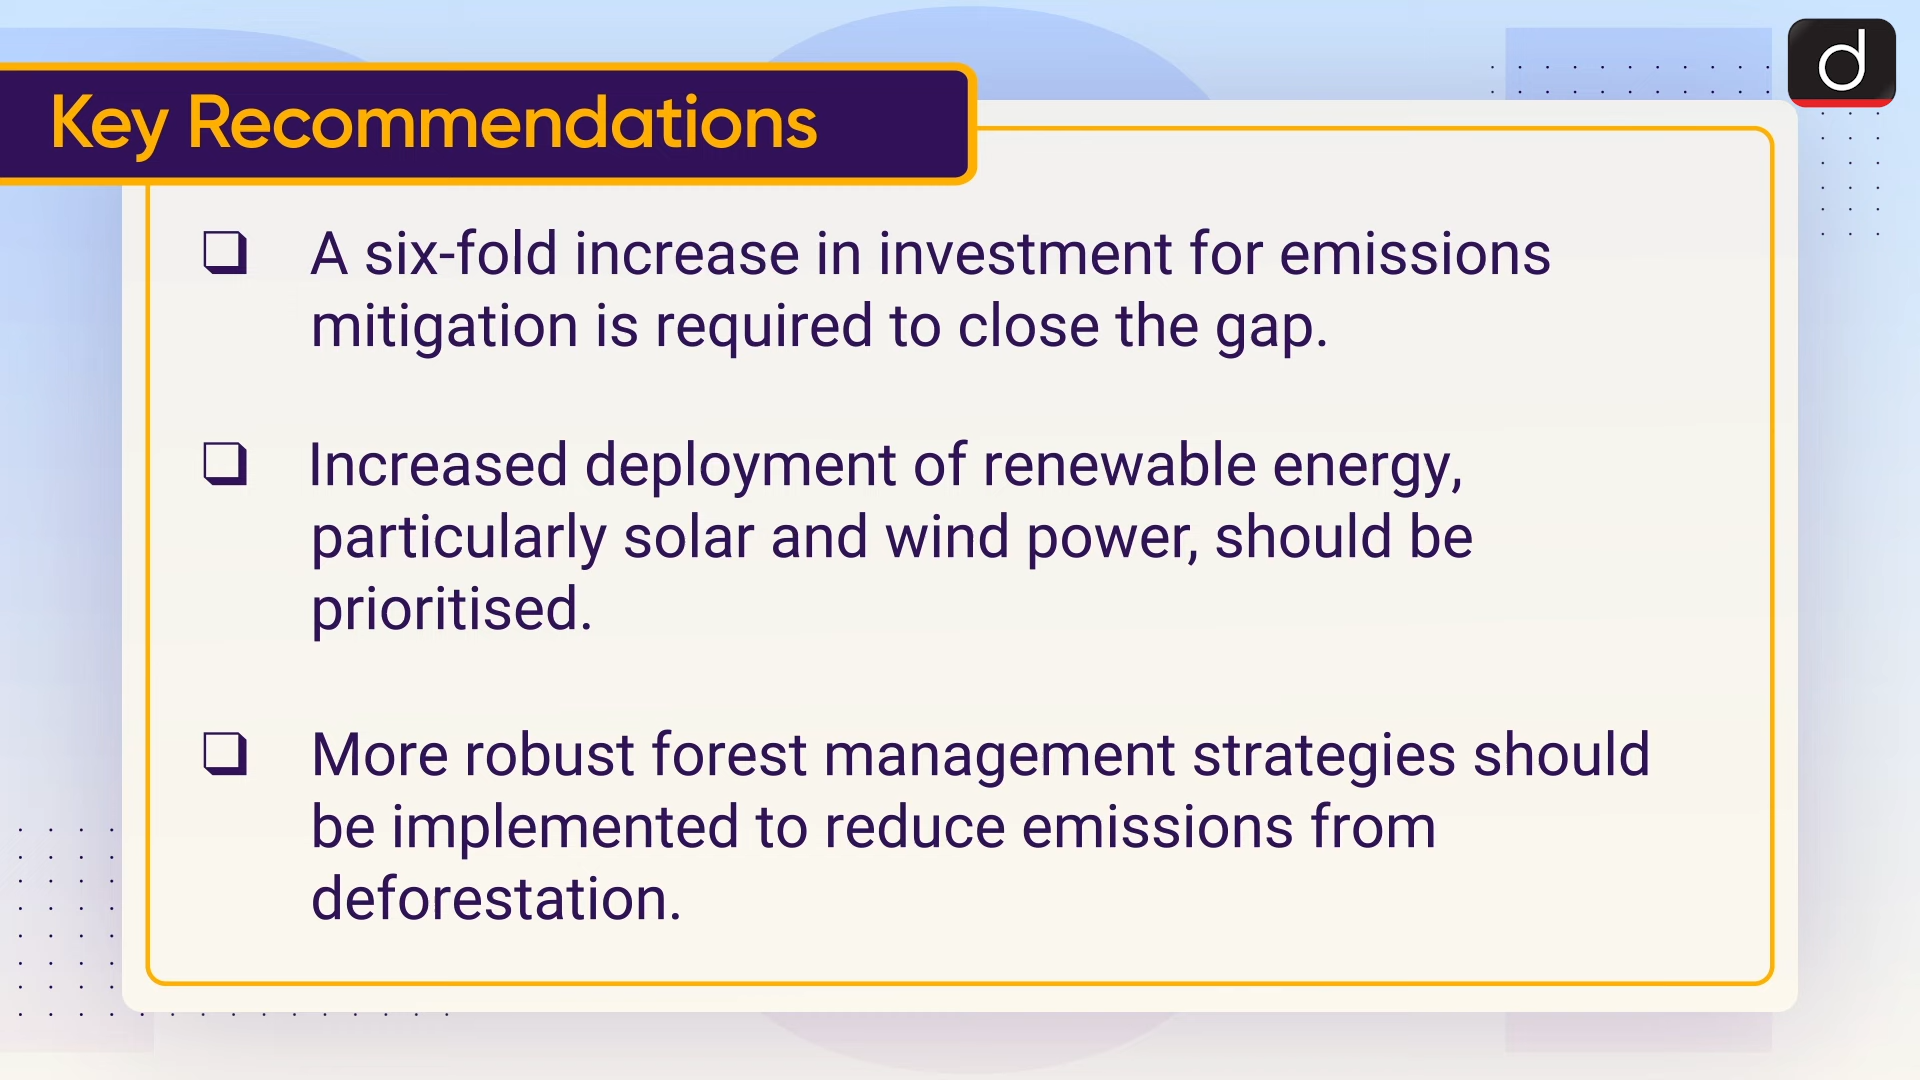 Key Recommendations
d
❑ A six-fold increase in investment for emissions
mitigation is required to close the gap.
❑ Increased deployment of renewable energy,
particularly solar and wind power, should be
prioritised.
❑ More robust forest management strategies should
be implemented to reduce emissions from
deforestation.